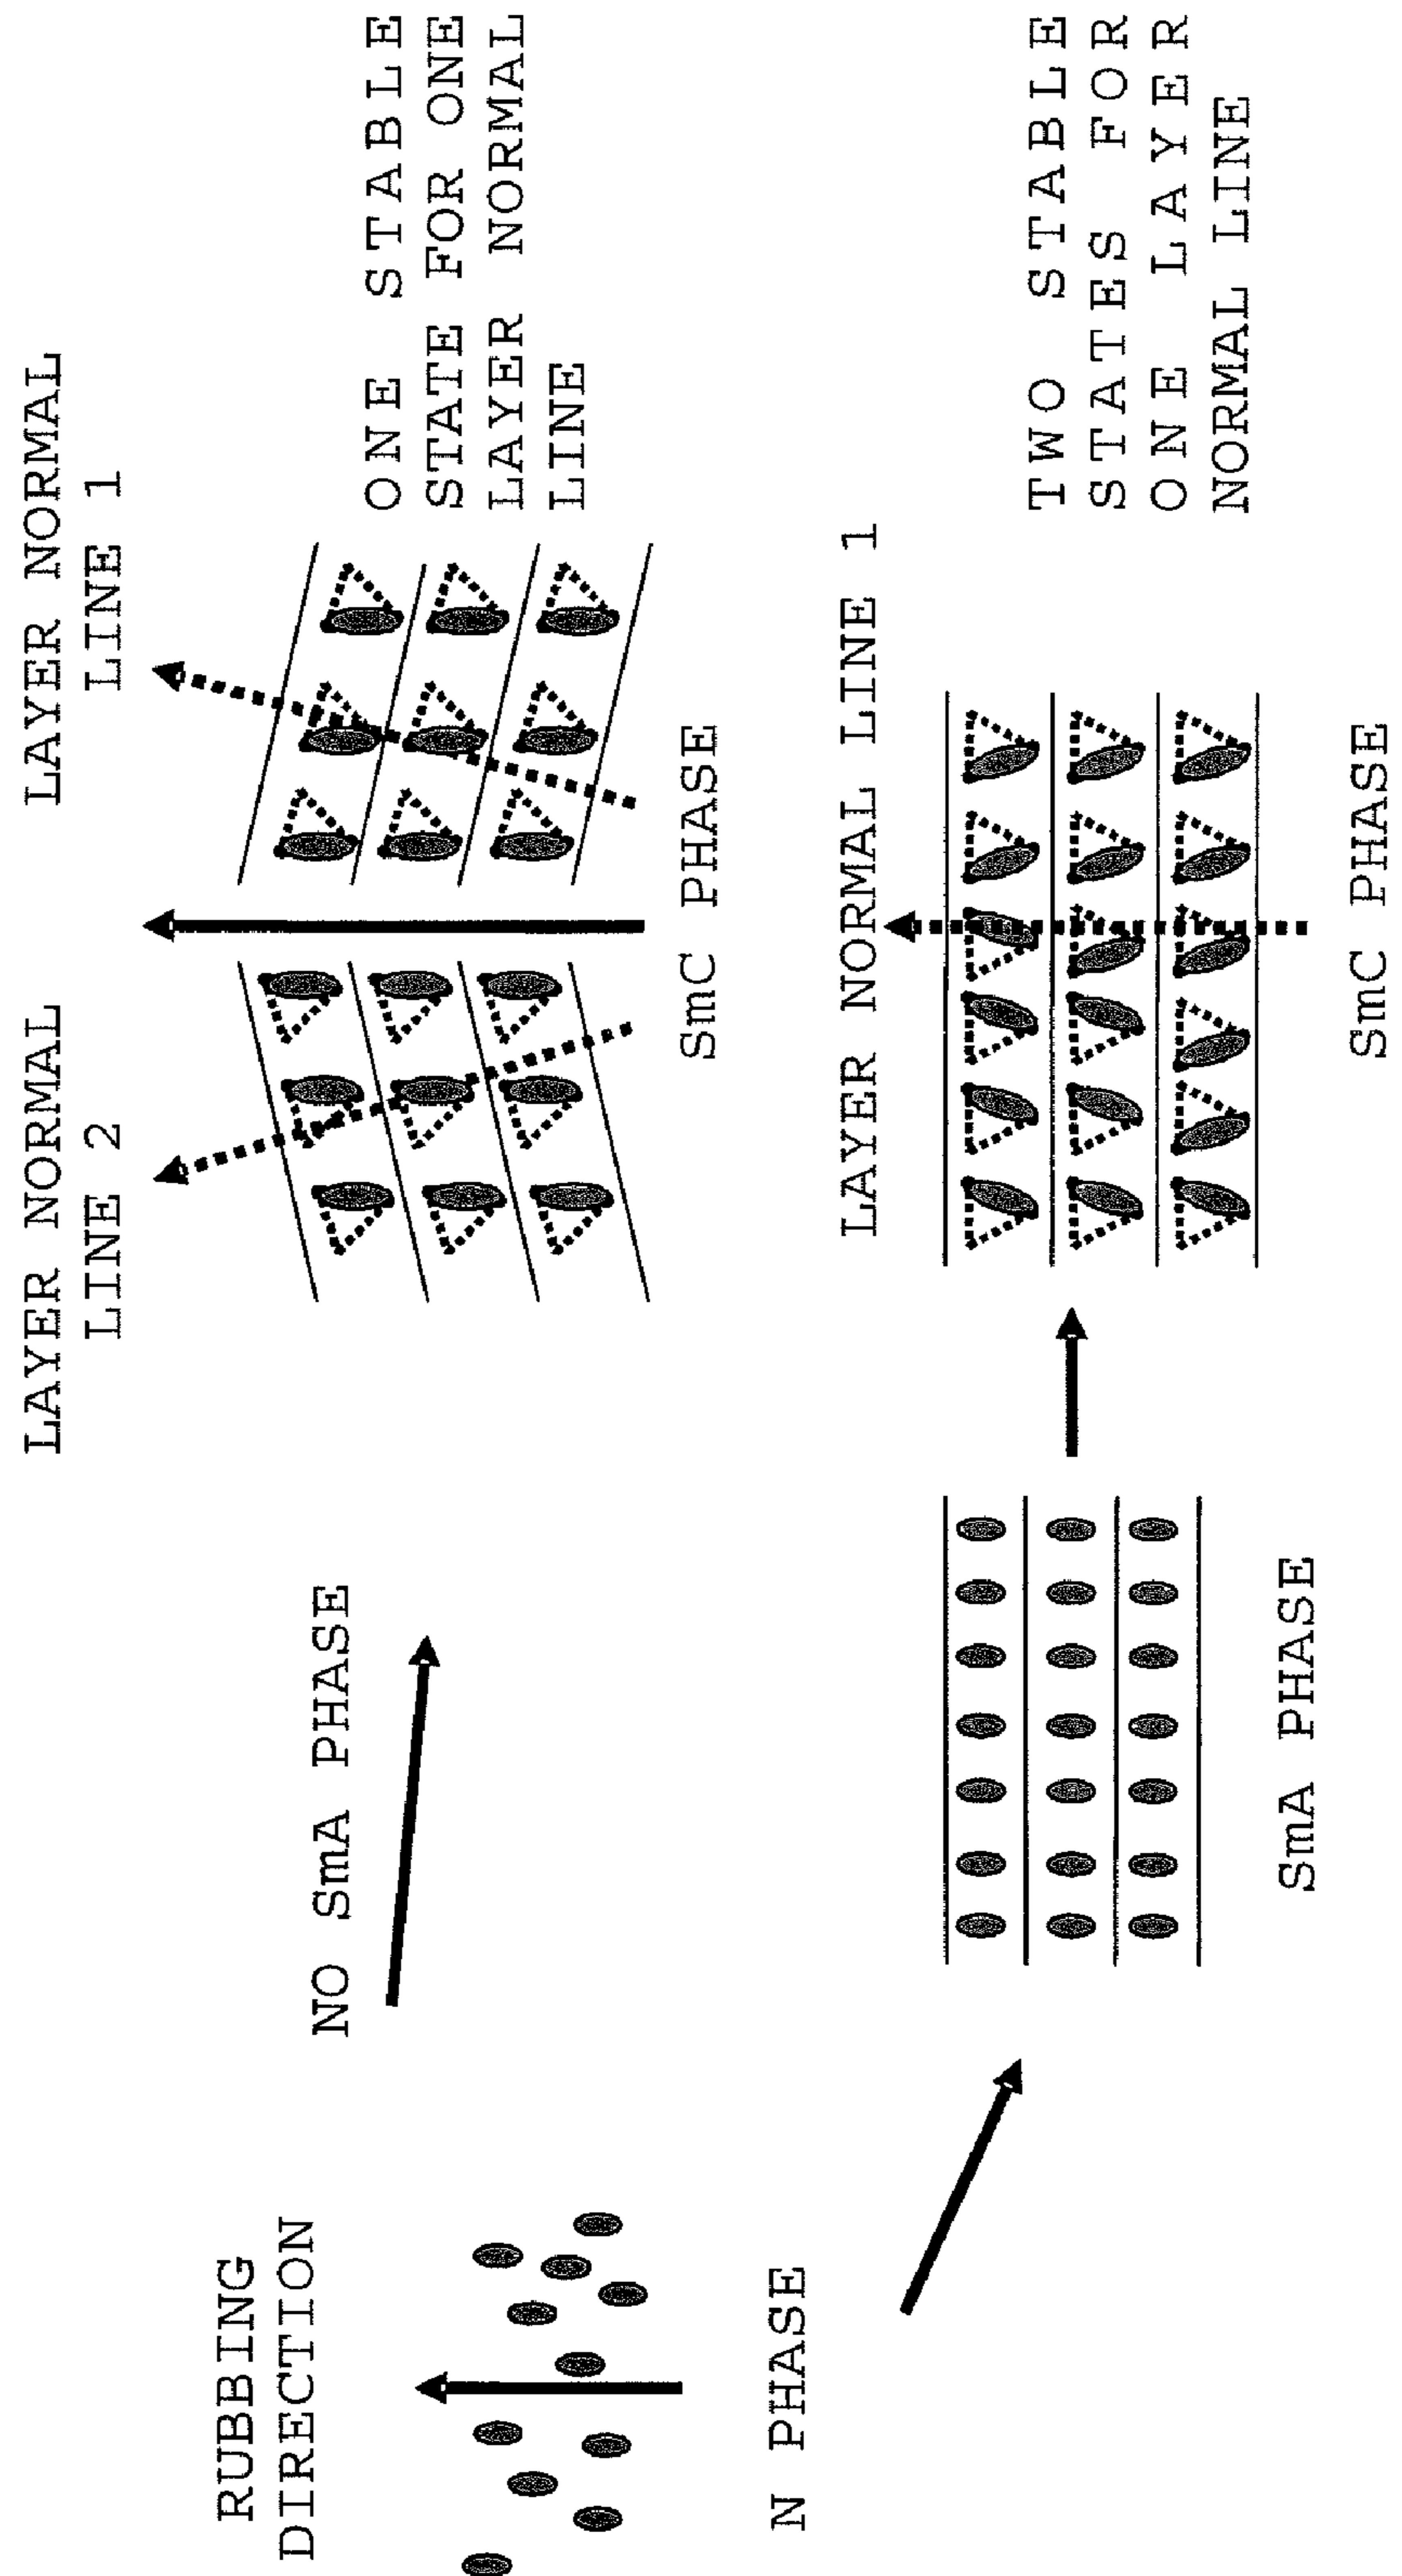 RUBBING
DIRECTION
N PHASE
NO SmA PHASE
SmA PHASE
LAYER NORMAL
LINE 2
LAYER NORMAL
LINE 1
SmC PHASE
ONE STABLE
STATE FOR ONE
LAYER NORMAL
LINE
LAYER NORMAL LINE 1
SmC PHASE
TWO STABLE
STATES FOR
ONE LAYER
NORMAL LINE